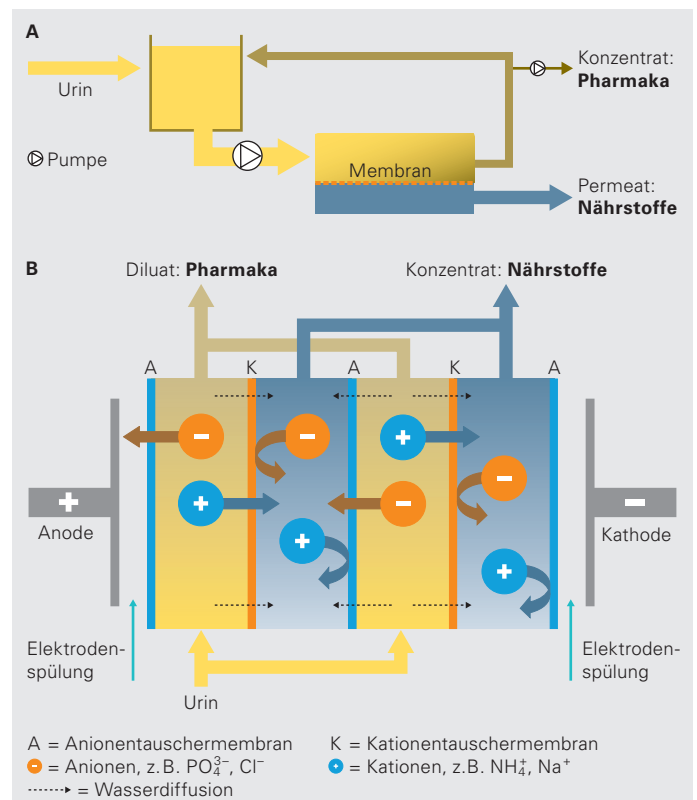 A
Urin
Konzentrat:
Pharmaka
Pumpe
Membran
Permeat:
Nährstoffe
B
Diluat: Pharmaka
Konzentrat: Nährstoffe
A K A K A
Anode
Kathode
Elektroden-
spülung
Elektroden-
spülung
Urin
A = Anionentauschermembran
K = Kationentauschermembran
= Anionen, z.B. PO₄³⁻, Cl⁻
= Kationen, z.B. NH₄⁺, Na⁺
= Wasserdiffusion